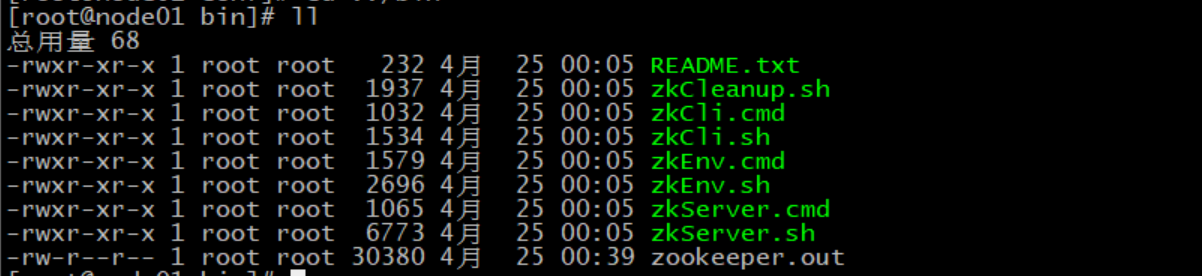 [root@node01 bin]# ll
总用量 68
-rwxr-xr-x 1 root root   232 4月  25 00:05 README.txt
-rwxr-xr-x 1 root root  1937 4月  25 00:05 zkCleanup.sh
-rwxr-xr-x 1 root root  1032 4月  25 00:05 zkCli.cmd
-rwxr-xr-x 1 root root  1534 4月  25 00:05 zkCli.sh
-rwxr-xr-x 1 root root  1579 4月  25 00:05 zkEnv.cmd
-rwxr-xr-x 1 root root  2696 4月  25 00:05 zkEnv.sh
-rwxr-xr-x 1 root root  1065 4月  25 00:05 zkServer.cmd
-rwxr-xr-x 1 root root  6773 4月  25 00:05 zkServer.sh
-rw-r--r-- 1 root root 30380 4月  25 00:39 zookeeper.out
[root@node01 bin]#